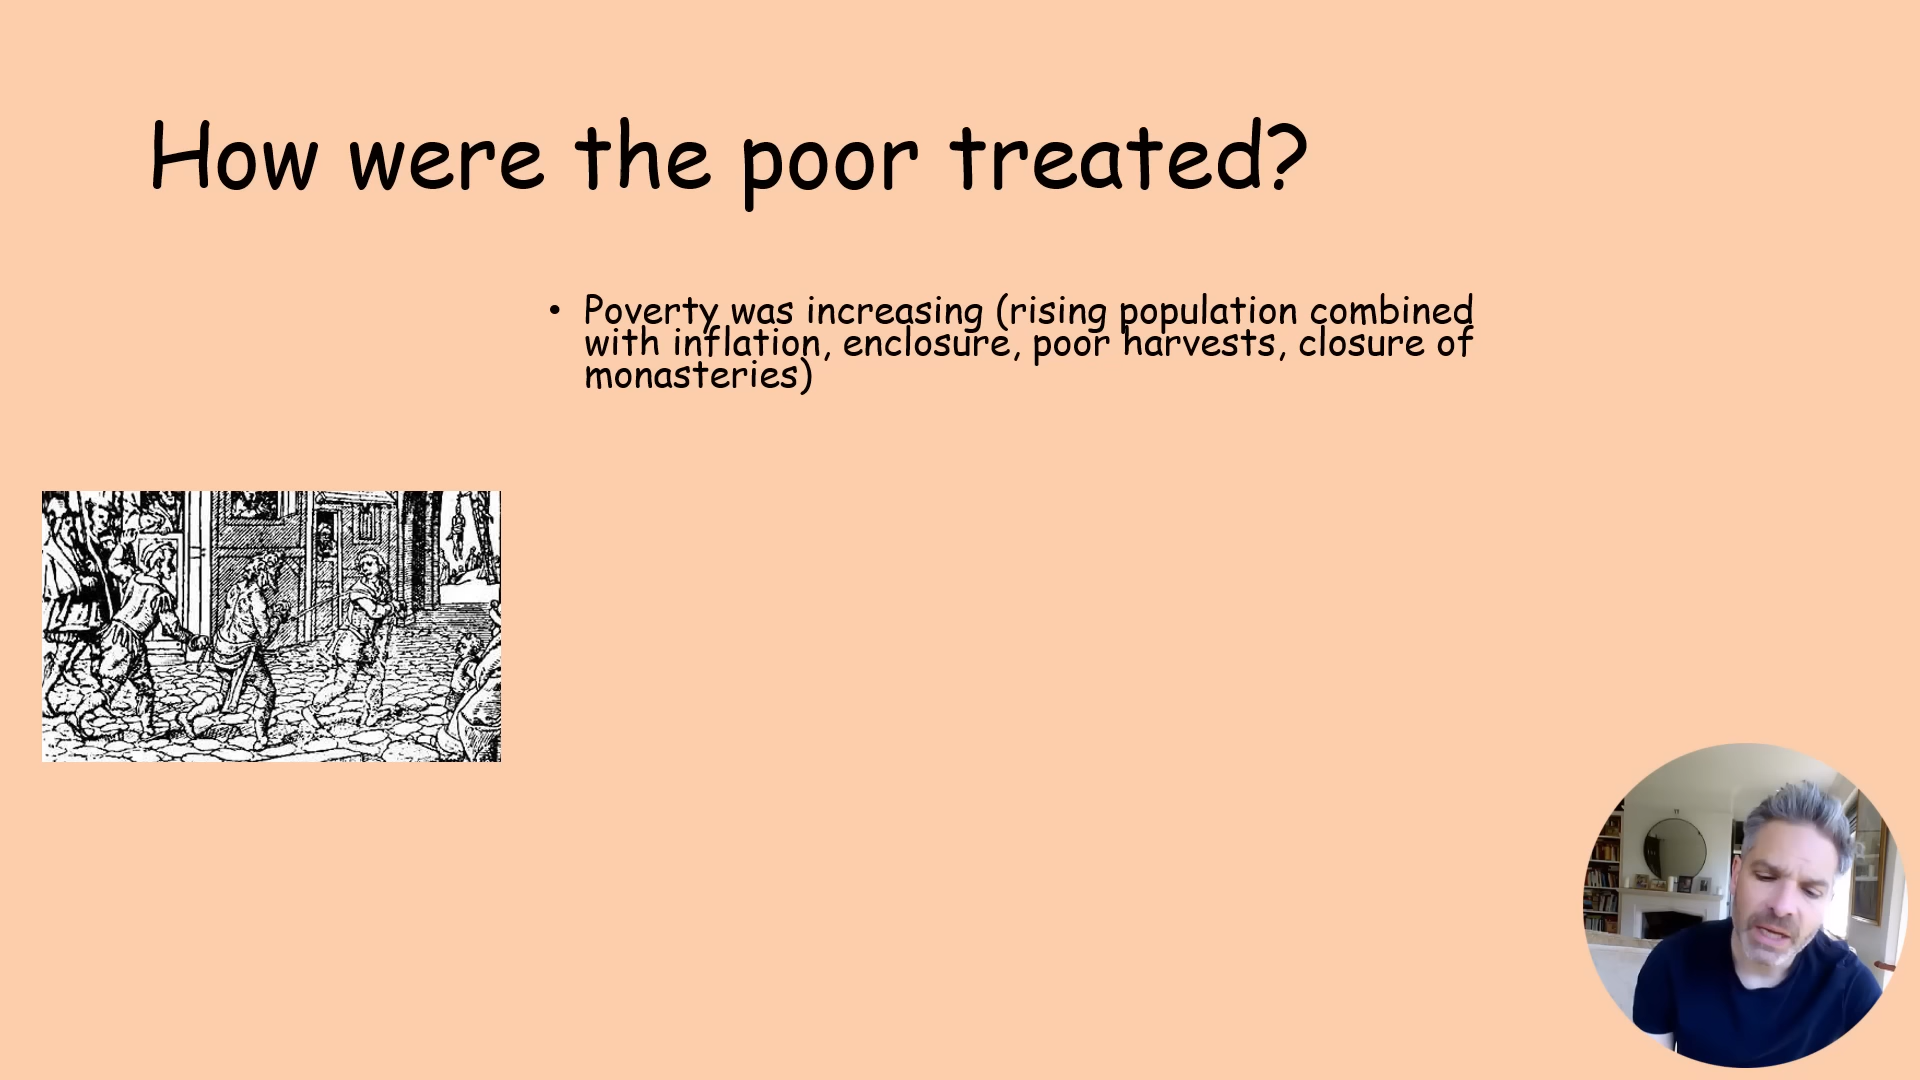 How were the poor treated?
• Poverty was increasing (rising population combined
with inflation, enclosure, poor harvests, closure of
monasteries)